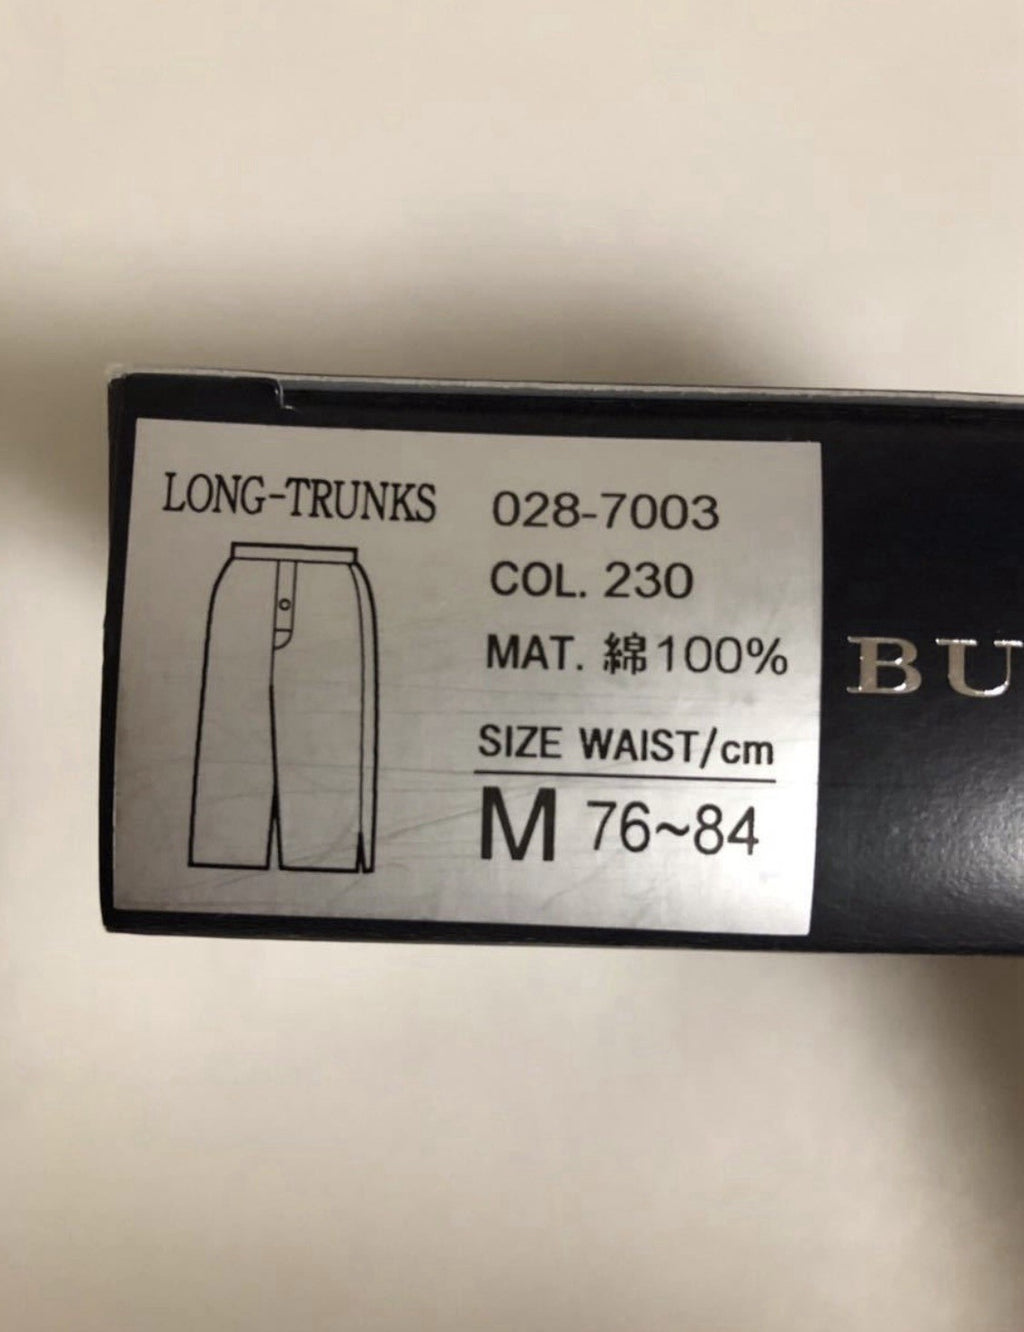 LONG-TRUNKS
028-7003
COL. 230
MAT. 綿100%
SIZE WAIST/cm
M 76~84
BU